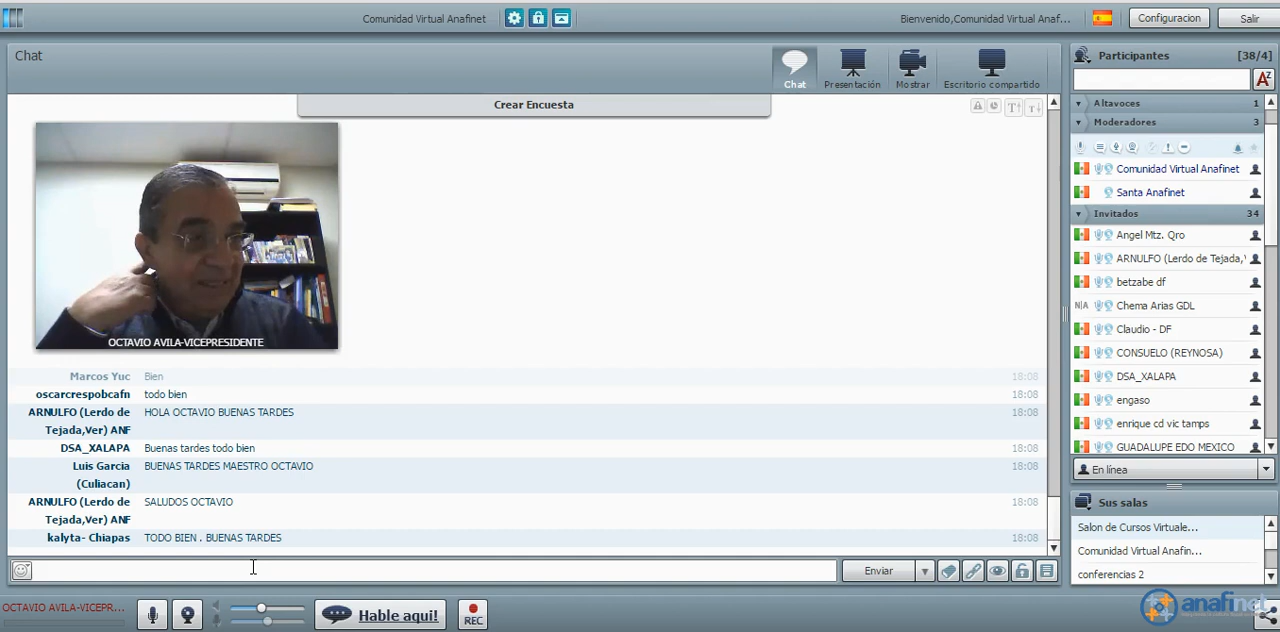 Comunidad Virtual Anafinet
Bienvenido,Comunidad Virtual Anaf...
Configuracion
Salir
Chat
Chat
Presentación
Mostrar
Escritorio compartido
Participantes
[38/4]
Crear Encuesta
Altavoces 1
Moderadores 3
Comunidad Virtual Anafinet
Santa Anafinet
Invitados 34
Angel Mtz. Qro
ARNULFO (Lerdo de Tejada,
betzabe df
N/A Chema Arias GDL
Claudio - DF
CONSUELO (REYNOSA)
DSA_XALAPA
engaso
enrique cd vic tamps
GUADALUPE EDO MEXICO
En línea
Sus salas
Salon de Cursos Virtuale...
Comunidad Virtual Anafin...
conferencias 2
OCTAVIO AVILA-VICEPRESIDENTE
Marcos Yuc Bien 18:08
oscarcrespobcafn todo bien 18:08
ARNULFO (Lerdo de HOLA OCTAVIO BUENAS TARDES 18:08
Tejada,Ver) ANF
DSA_XALAPA Buenas tardes todo bien 18:08
Luis Garcia BUENAS TARDES MAESTRO OCTAVIO 18:08
(Culiacan)
ARNULFO (Lerdo de SALUDOS OCTAVIO 18:08
Tejada,Ver) ANF
kalyta- Chiapas TODO BIEN . BUENAS TARDES 18:08
Enviar
OCTAVIO AVILA-VICEPR...
Hable aqui!
REC
anafinet